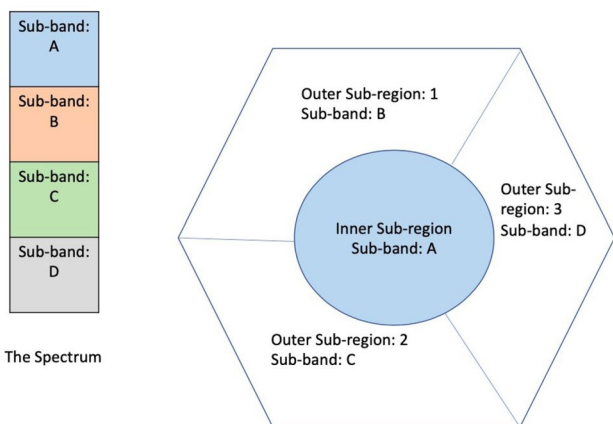 Sub-band:
A
Sub-band:
B
Sub-band:
C
Sub-band:
D
The Spectrum
Outer Sub-region: 1
Sub-band: B
Outer Sub-
region: 3
Sub-band: D
Inner Sub-region
Sub-band: A
Outer Sub-region: 2
Sub-band: C